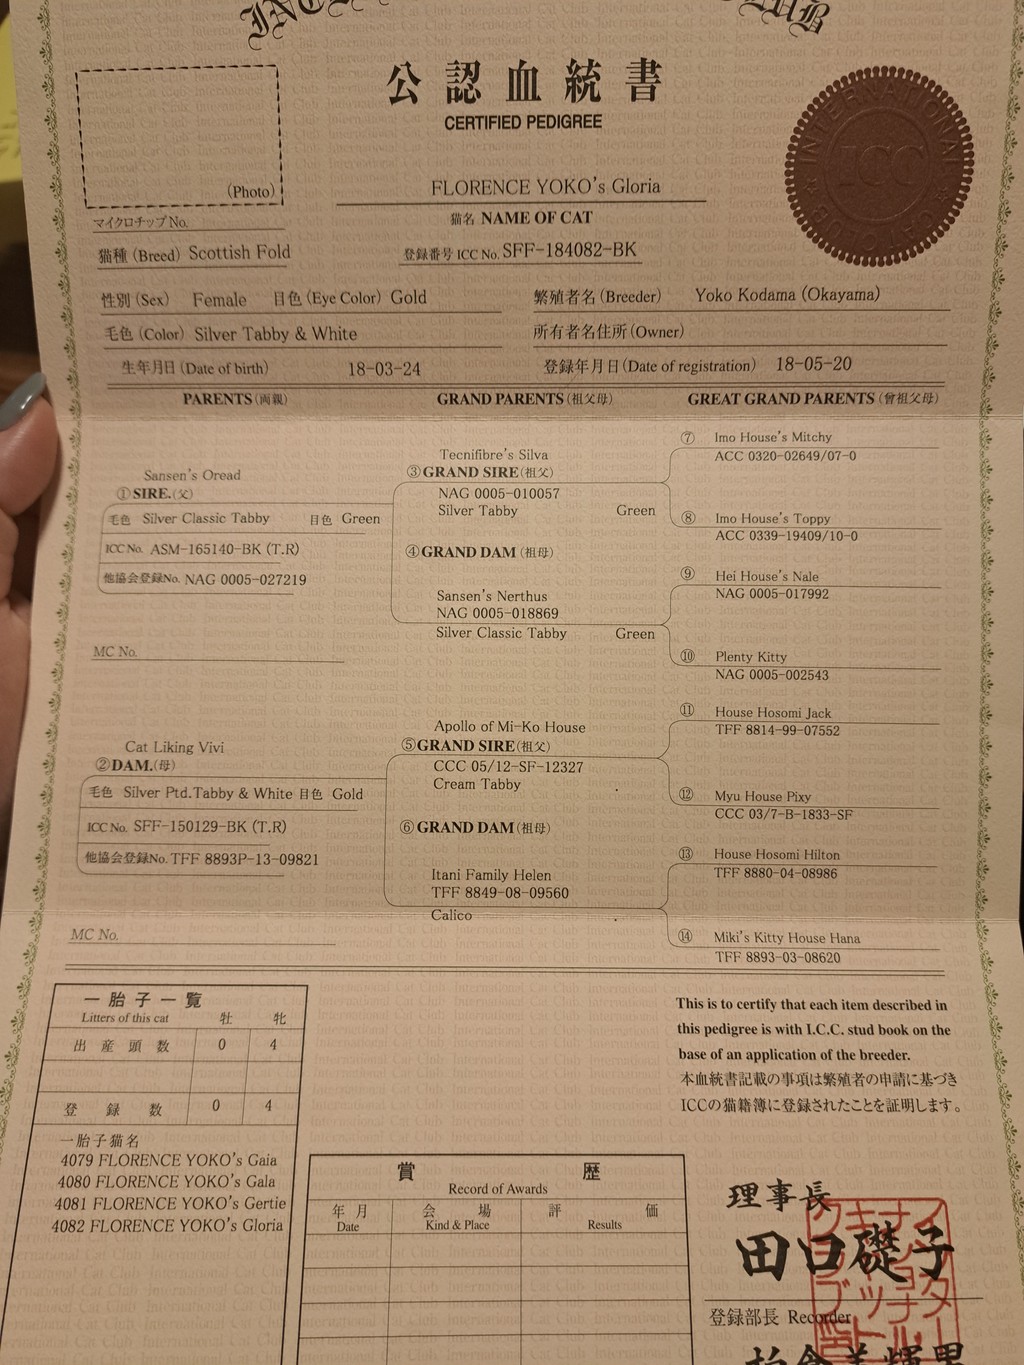 公認血統書
CERTIFIED PEDIGREE
INTERNATIONAL
ICC
(Photo)
FLORENCE YOKO's Gloria
猫名 NAME OF CAT
マイクロチップNo.
猫種 (Breed) Scottish Fold
登録番号 ICC No. SFF-184082-BK
性別 (Sex) Female 目色 (Eye Color) Gold
繁殖者名 (Breeder) Yoko Kodama (Okayama)
毛色 (Color) Silver Tabby & White
所有者名住所 (Owner)
生年月日 (Date of birth) 18-03-24
登録年月日 (Date of registration) 18-05-20
PARENTS (両親) GRAND PARENTS (祖父母) GREAT GRAND PARENTS (曾祖父母)
Sansen's Oread
①SIRE.(父)
毛色 Silver Classic Tabby 目色 Green
ICC No. ASM-165140-BK (T.R)
他協会登録No. NAG 0005-027219
MC No.
Cat Liking Vivi
②DAM.(母)
毛色 Silver Ptd.Tabby & White 目色 Gold
ICC No. SFF-150129-BK (T.R)
他協会登録No. TFF 8893P-13-09821
MC No.
Tecnifibre's Silva
③GRAND SIRE(祖父)
NAG 0005-010057
Silver Tabby Green
④GRAND DAM (祖母)
Sansen's Nerthus
NAG 0005-018869
Silver Classic Tabby Green
Apollo of Mi-Ko House
⑤GRAND SIRE(祖父)
CCC 05/12-SF-12327
Cream Tabby
⑥GRAND DAM (祖母)
Itani Family Helen
TFF 8849-08-09560
Calico
⑦ Imo House's Mitchy
ACC 0320-02649/07-0
⑧ Imo House's Toppy
ACC 0339-19409/10-0
⑨ Hei House's Nale
NAG 0005-017992
⑩ Plenty Kitty
NAG 0005-002543
⑪ House Hosomi Jack
TFF 8814-99-07552
⑫ Myu House Pixy
CCC 03/7-B-1833-SF
⑬ House Hosomi Hilton
TFF 8880-04-08986
⑭ Miki's Kitty House Hana
TFF 8893-03-08620
一胎子一覧
Litters of this cat 牡 牝
出産頭数 0 4
登録数 0 4
一胎子猫名
4079 FLORENCE YOKO's Gaia
4080 FLORENCE YOKO's Gala
4081 FLORENCE YOKO's Gertie
4082 FLORENCE YOKO's Gloria
賞歴
Record of Awards
年月 会場 評価
Date Kind & Place Results
This is to certify that each item described in
this pedigree is with I.C.C. stud book on the
base of an application of the breeder.
本血統書記載の事項は繁殖者の申請に基づき
ICCの猫籍簿に登録されたことを証明します。
理事長
田口礎子
登録部長 Recorder